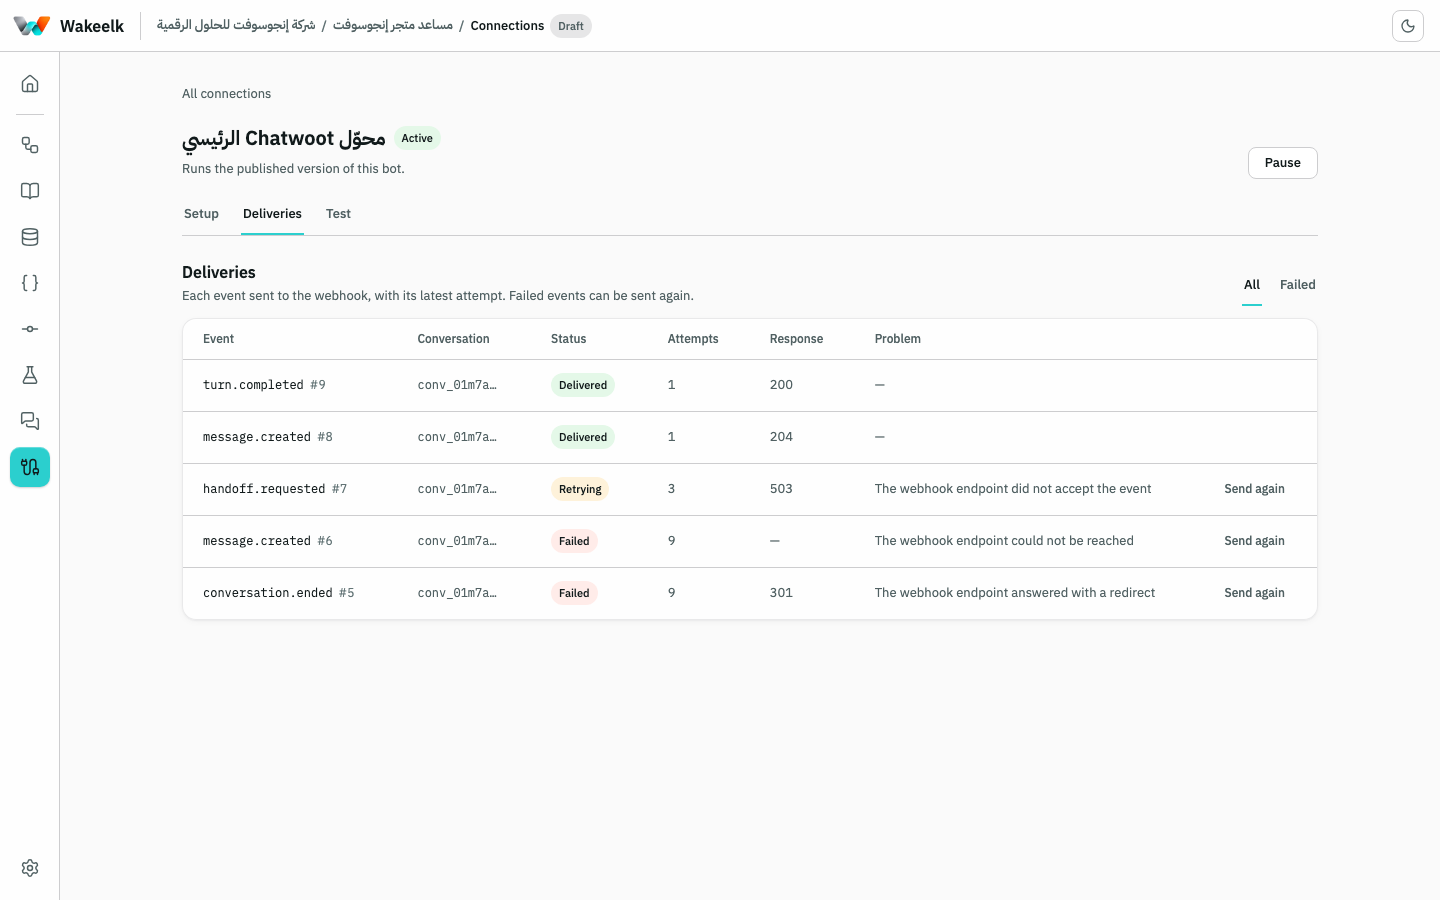 Wakeelk
شركة إنجوسوفت للحلول الرقمية / مساعد متجر إنجوسوفت / Connections Draft
All connections
محوّل Chatwoot الرئيسي Active
Runs the published version of this bot.
Pause
Setup Deliveries Test
Deliveries
Each event sent to the webhook, with its latest attempt. Failed events can be sent again.
All Failed
Event Conversation Status Attempts Response Problem
turn.completed #9 conv_01m7a… Delivered 1 200 —
message.created #8 conv_01m7a… Delivered 1 204 —
handoff.requested #7 conv_01m7a… Retrying 3 503 The webhook endpoint did not accept the event Send again
message.created #6 conv_01m7a… Failed 9 — The webhook endpoint could not be reached Send again
conversation.ended #5 conv_01m7a… Failed 9 301 The webhook endpoint answered with a redirect Send again